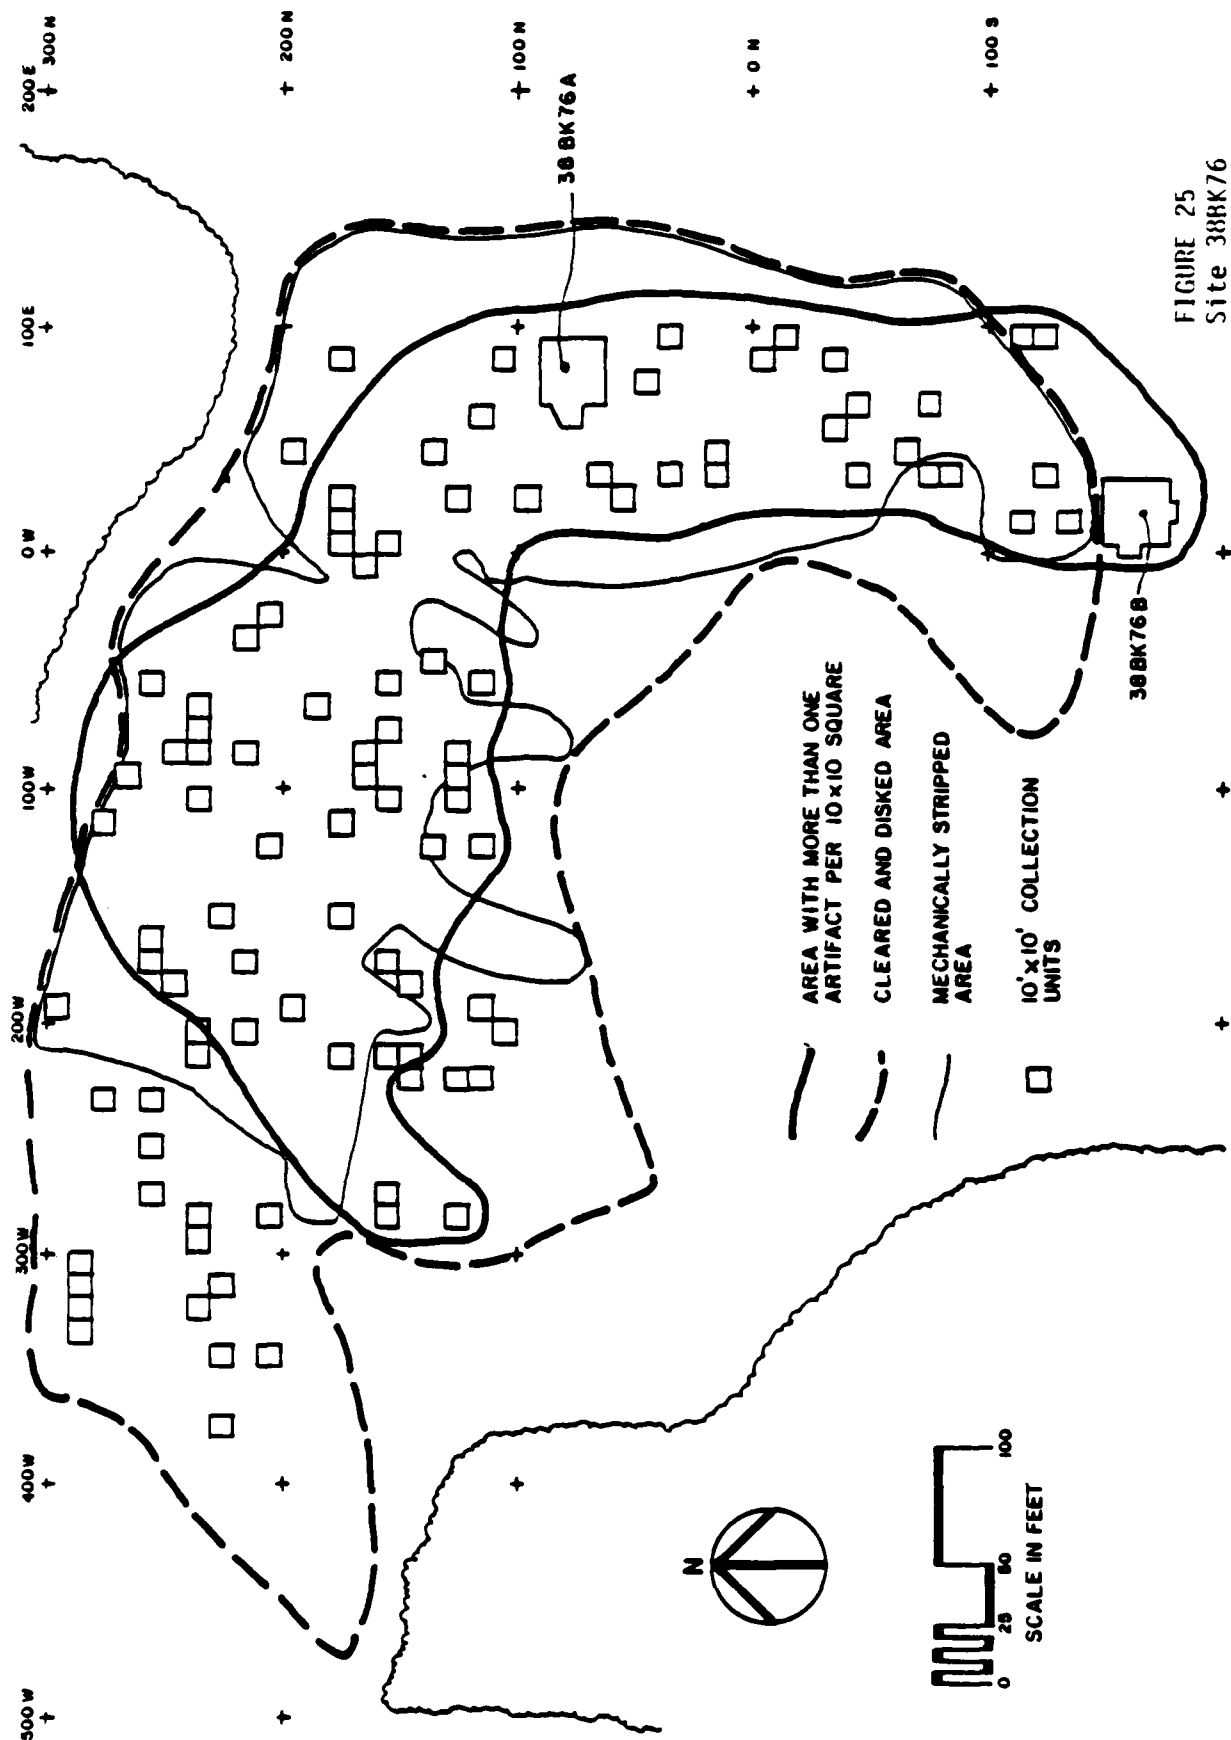 500W
400W
300W
200W
100W
0W
100E
200E
300N
200N
100N
0N
100S
38BK76A
38BK76B
AREA WITH MORE THAN ONE
ARTIFACT PER 10x10 SQUARE
CLEARED AND DISKED AREA
MECHANICALLY STRIPPED
AREA
10'x10' COLLECTION
UNITS
N
0 25 50 100
SCALE IN FEET
FIGURE 25
Site 38BK76